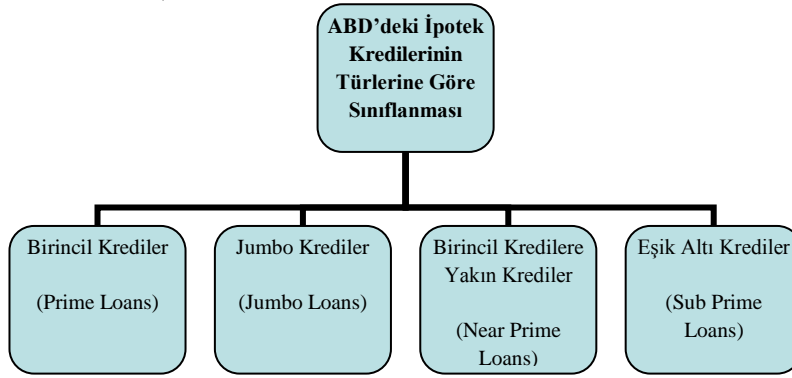 ABD’deki İpotek
Kredilerinin
Türlerine Göre
Sınıflanması
Birincil Krediler
(Prime Loans)
Jumbo Krediler
(Jumbo Loans)
Birincil Kredilere
Yakın Krediler
(Near Prime
Loans)
Eşik Altı Krediler
(Sub Prime
Loans)